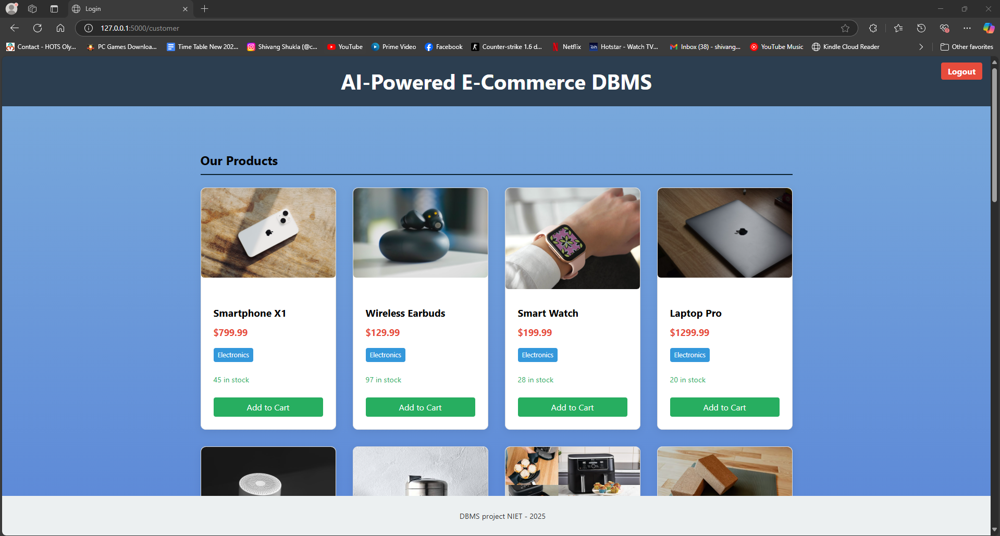 Login
127.0.0.1:5000/customer
Contact - HOTS Oly...
PC Games Downloa...
Time Table New 202...
Shivang Shukla (@c...
YouTube
Prime Video
Facebook
Counter-strike 1.6 d...
Netflix
Hotstar - Watch TV...
Inbox (38) - shivang...
YouTube Music
Kindle Cloud Reader
Other favorites
AI-Powered E-Commerce DBMS
Logout
Our Products
Smartphone X1
$799.99
Electronics
45 in stock
Add to Cart
Wireless Earbuds
$129.99
Electronics
97 in stock
Add to Cart
Smart Watch
$199.99
Electronics
28 in stock
Add to Cart
Laptop Pro
$1299.99
Electronics
20 in stock
Add to Cart
DBMS project NIET - 2025